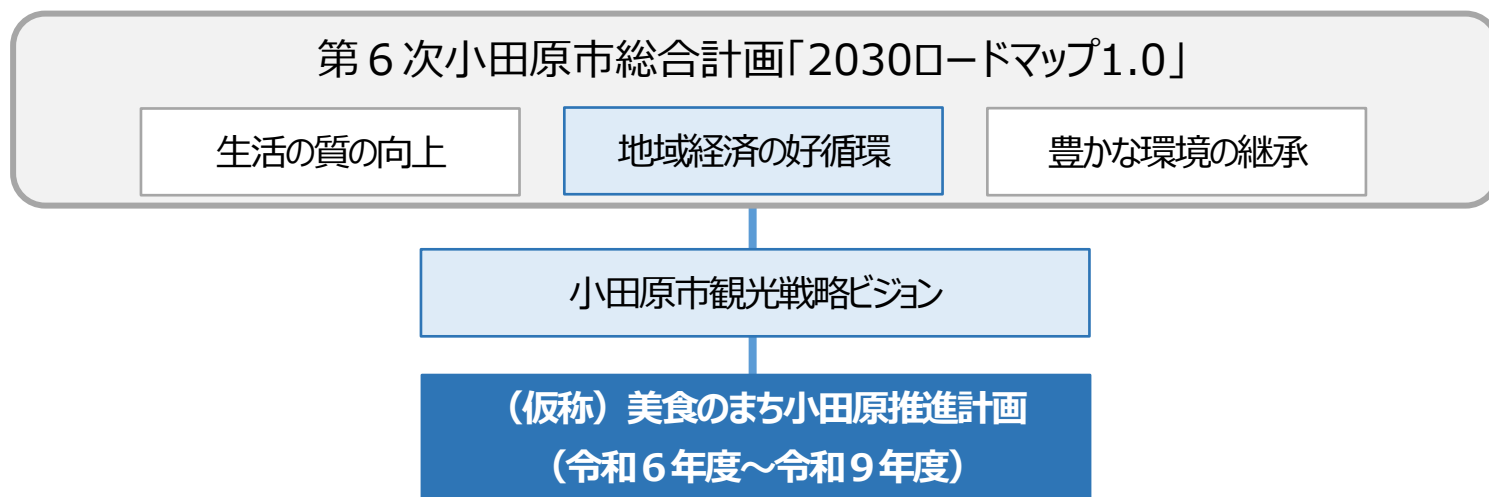 第６次小田原市総合計画「2030ロードマップ1.0」
生活の質の向上
地域経済の好循環
豊かな環境の継承
小田原市観光戦略ビジョン
（仮称）美食のまち小田原推進計画
（令和６年度～令和９年度）